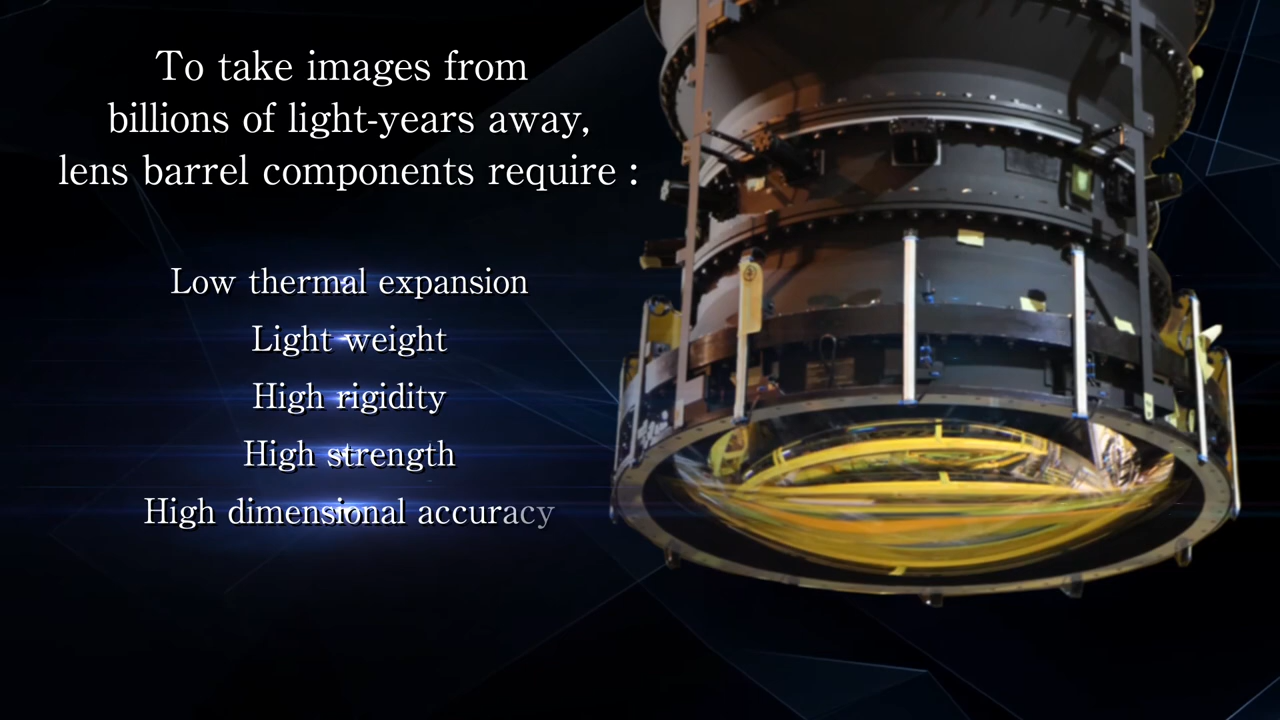 To take images from
billions of light-years away,
lens barrel components require :
Low thermal expansion
Light weight
High rigidity
High strength
High dimensional accuracy